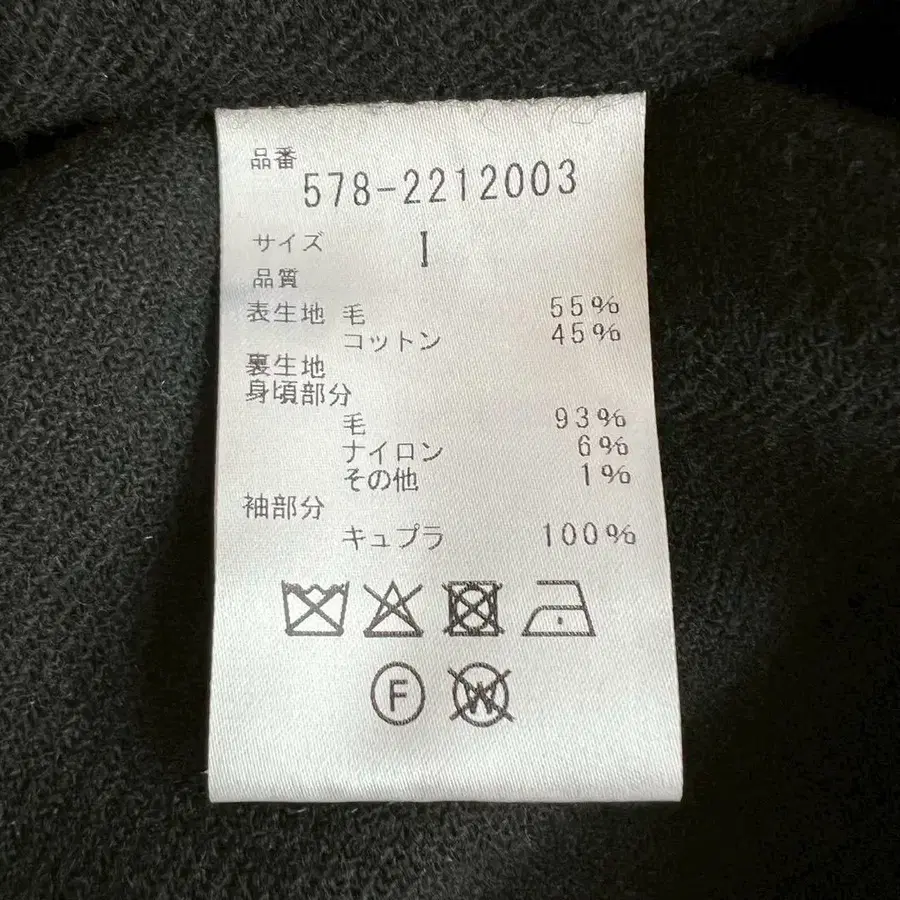 品番
578-2212003
サイズ I
品質
表生地 毛 55%
コットン 45%
裏生地
身頃部分
毛 93%
ナイロン 6%
その他 1%
袖部分
キュプラ 100%
F W